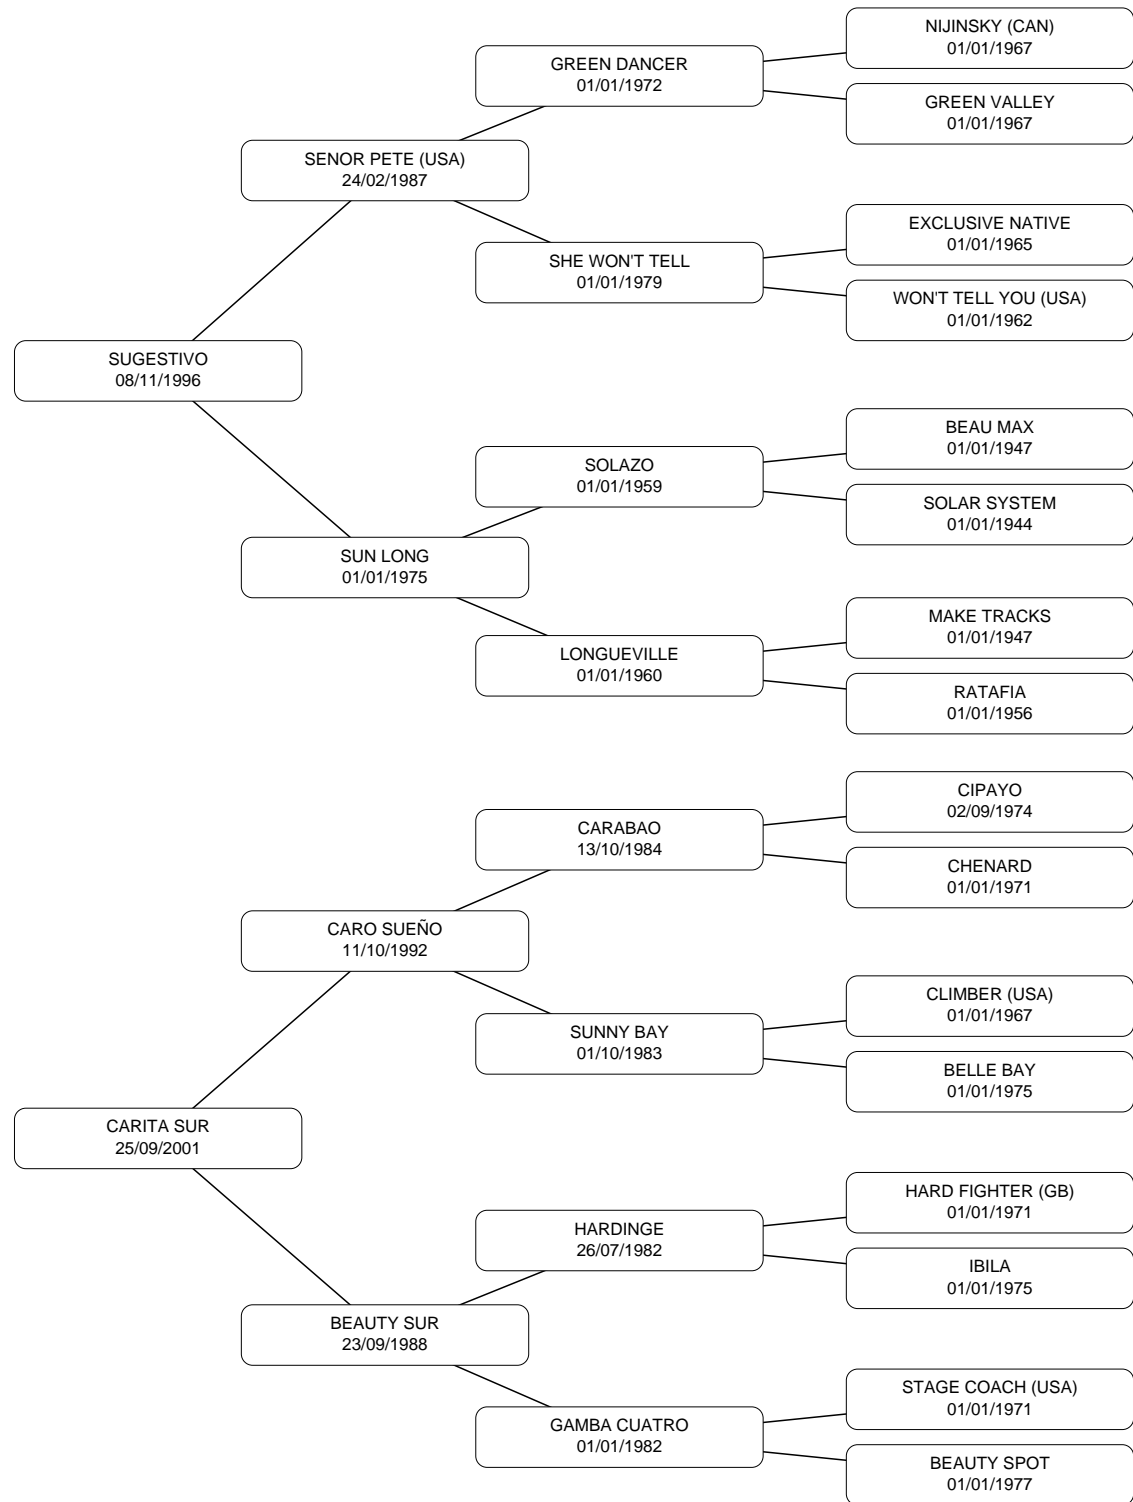 NIJINSKY (CAN)
01/01/1967
GREEN DANCER
01/01/1972
GREEN VALLEY
01/01/1967
SENOR PETE (USA)
24/02/1987
EXCLUSIVE NATIVE
01/01/1965
SHE WON'T TELL
01/01/1979
WON'T TELL YOU (USA)
01/01/1962
SUGESTIVO
08/11/1996
BEAU MAX
01/01/1947
SOLAZO
01/01/1959
SOLAR SYSTEM
01/01/1944
SUN LONG
01/01/1975
MAKE TRACKS
01/01/1947
LONGUEVILLE
01/01/1960
RATAFIA
01/01/1956
CIPAYO
02/09/1974
CARABAO
13/10/1984
CHENARD
01/01/1971
CARO SUEÑO
11/10/1992
CLIMBER (USA)
01/01/1967
SUNNY BAY
01/10/1983
BELLE BAY
01/01/1975
CARITA SUR
25/09/2001
HARD FIGHTER (GB)
01/01/1971
HARDINGE
26/07/1982
IBILA
01/01/1975
BEAUTY SUR
23/09/1988
STAGE COACH (USA)
01/01/1971
GAMBA CUATRO
01/01/1982
BEAUTY SPOT
01/01/1977